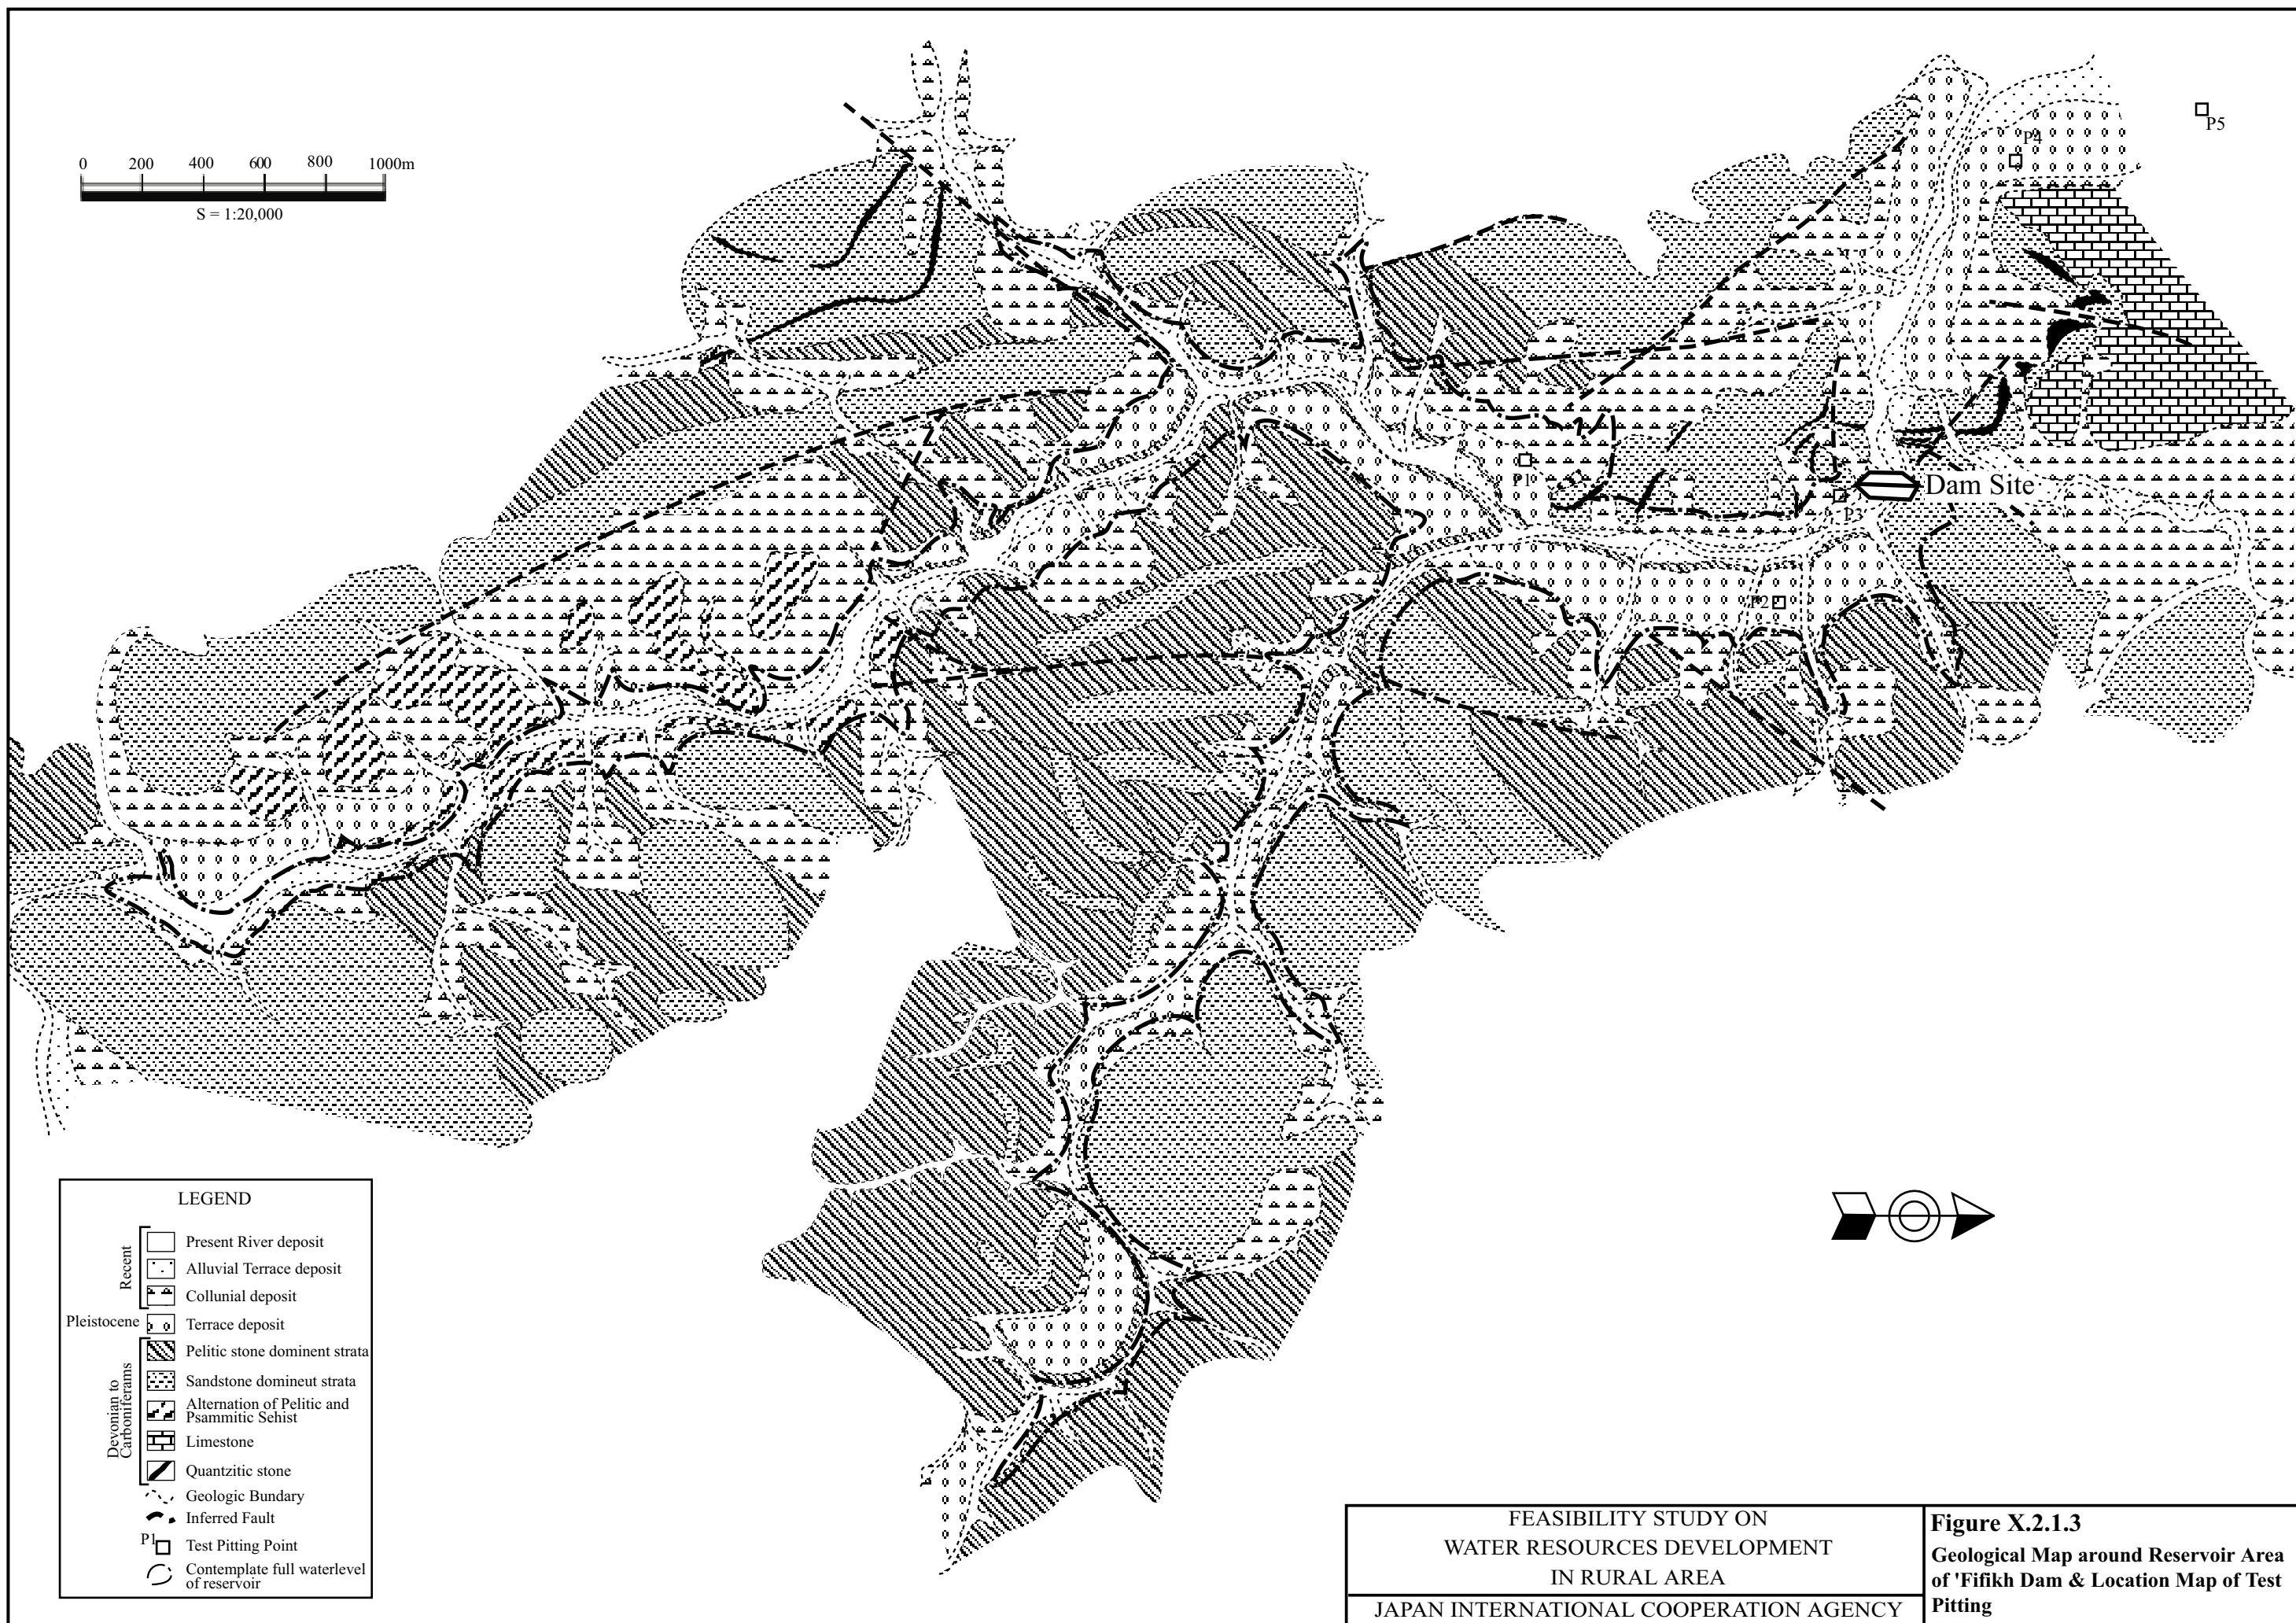 P5
P4
0 200 400 600 800 1000m
S = 1:20,000
P1
Dam Site
P3
P2
LEGEND
Recent
Present River deposit
Alluvial Terrace deposit
Collunial deposit
Pleistocene
Terrace deposit
Devonian to
Carboniferams
Pelitic stone dominent strata
Sandstone domineut strata
Alternation of Pelitic and
Psammitic Sehist
Limestone
Quantzitic stone
Geologic Bundary
Inferred Fault
P1
Test Pitting Point
Contemplate full waterlevel
of reservoir
FEASIBILITY STUDY ON
WATER RESOURCES DEVELOPMENT
IN RURAL AREA
JAPAN INTERNATIONAL COOPERATION AGENCY
Figure X.2.1.3
Geological Map around Reservoir Area
of 'Fifikh Dam & Location Map of Test
Pitting